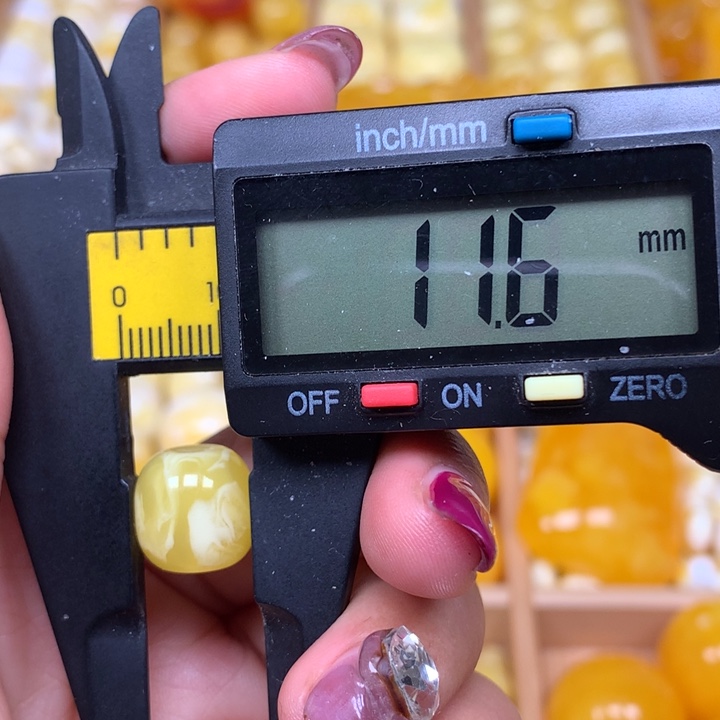 inch/mm
11.6 mm
0 1
OFF ON ZERO